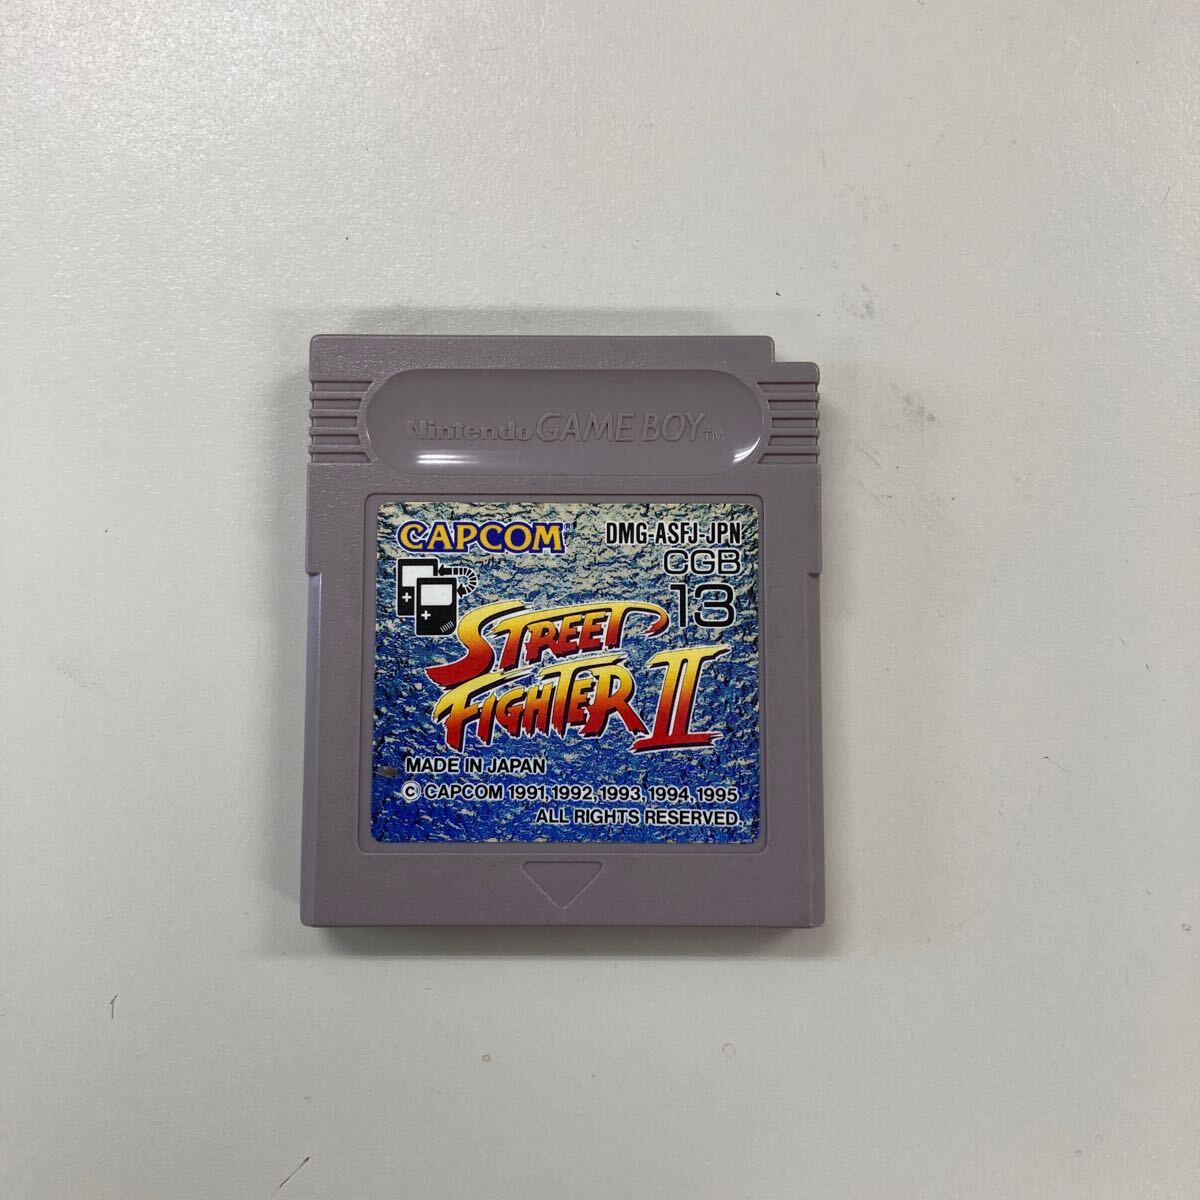 Nintendo GAME BOY™
CAPCOM®
DMG-ASFJ-JPN
CGB
13
STREET
FIGHTER II
MADE IN JAPAN
© CAPCOM 1991,1992,1993,1994,1995
ALL RIGHTS RESERVED.